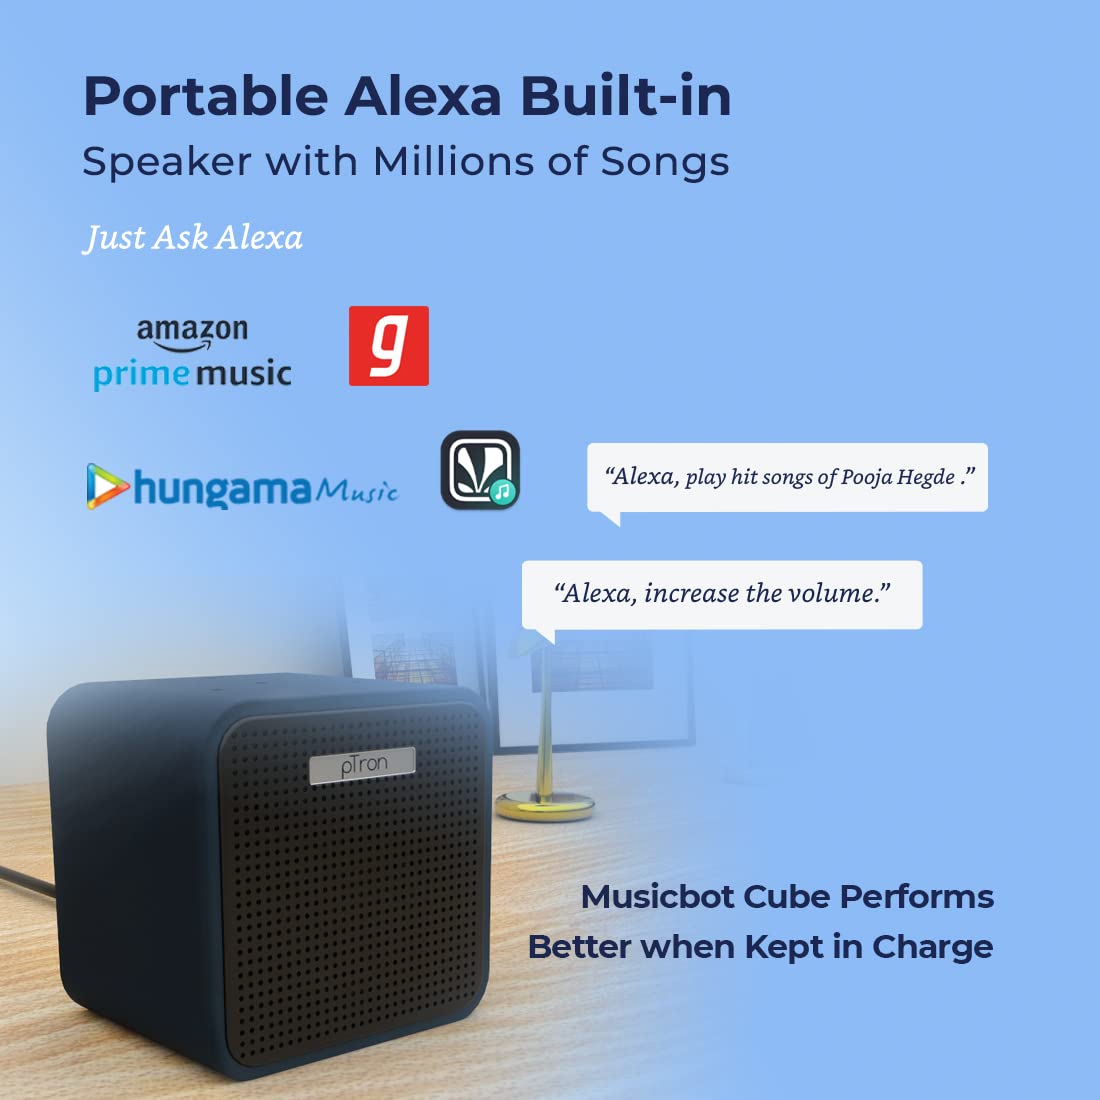 Portable Alexa Built-in
Speaker with Millions of Songs
Just Ask Alexa
amazon
prime music
g
hungama Music
“Alexa, play hit songs of Pooja Hegde .”
“Alexa, increase the volume.”
pTron
Musicbot Cube Performs
Better when Kept in Charge